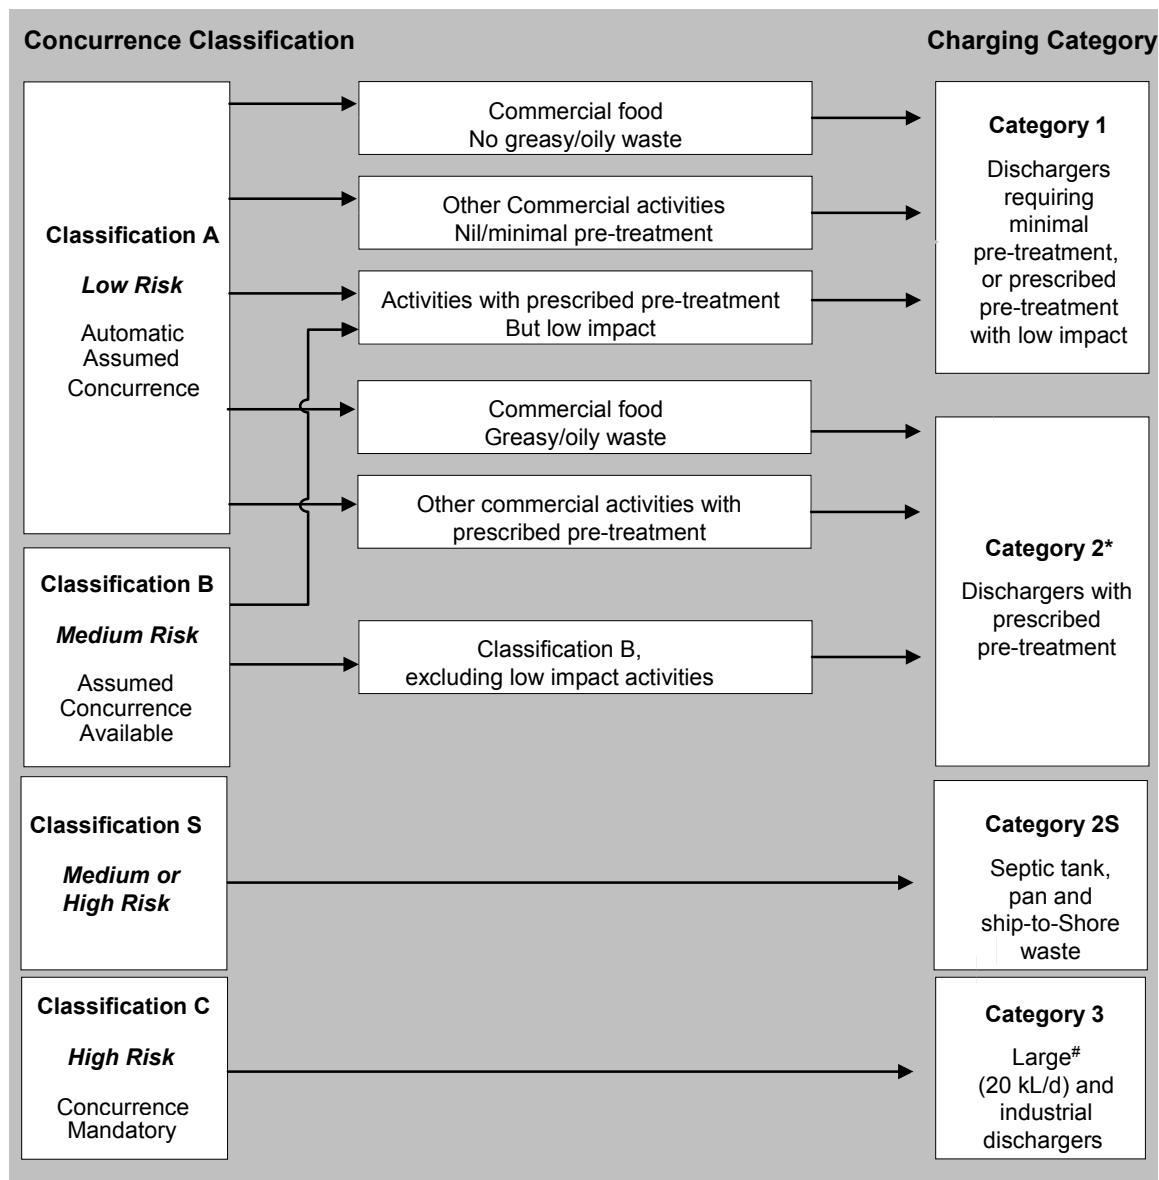 Concurrence Classification
Charging Category
Classification A
Low Risk
Automatic
Assumed
Concurrence
Commercial food
No greasy/oily waste
Other Commercial activities
Nil/minimal pre-treatment
Activities with prescribed pre-treatment
But low impact
Commercial food
Greasy/oily waste
Other commercial activities with
prescribed pre-treatment
Category 1
Dischargers
requiring
minimal
pre-treatment,
or prescribed
pre-treatment
with low impact
Classification B
Medium Risk
Assumed
Concurrence
Available
Classification B,
excluding low impact activities
Category 2*
Dischargers with
prescribed
pre-treatment
Classification S
Medium or
High Risk
Category 2S
Septic tank,
pan and
ship-to-Shore
waste
Classification C
High Risk
Concurrence
Mandatory
Category 3
Large#
(20 kL/d) and
industrial
dischargers